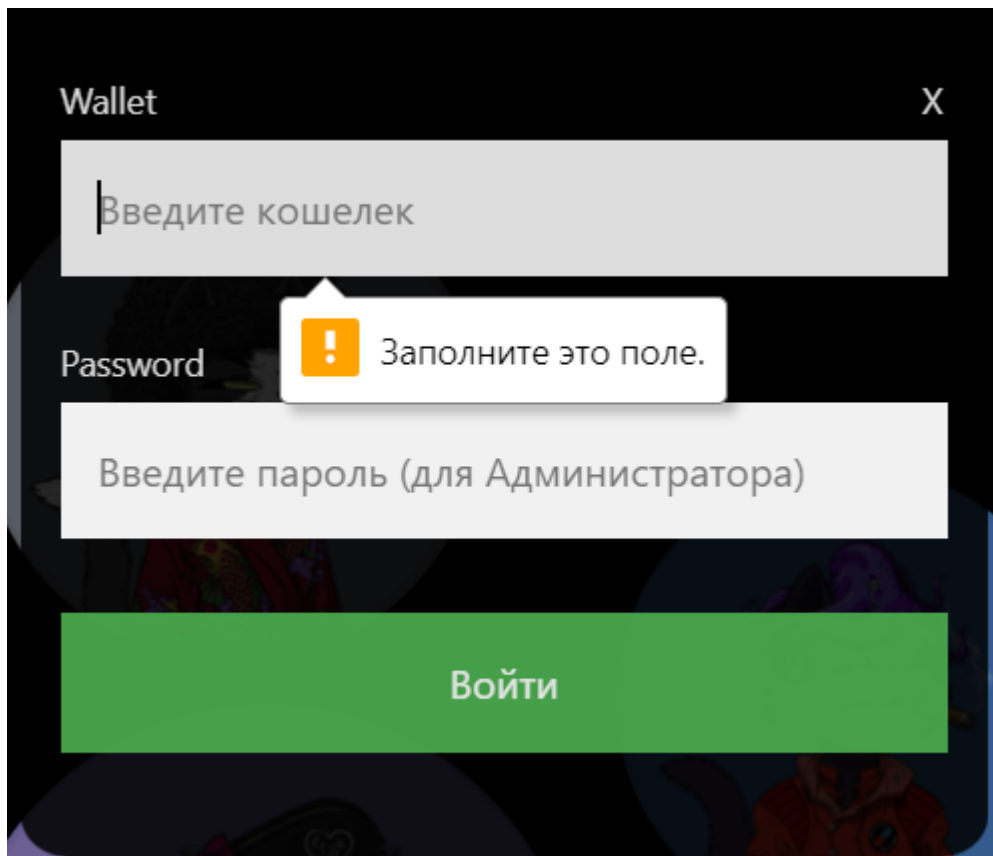 Wallet X
Введите кошелек
Заполните это поле.
Password
Введите пароль (для Администратора)
Войти